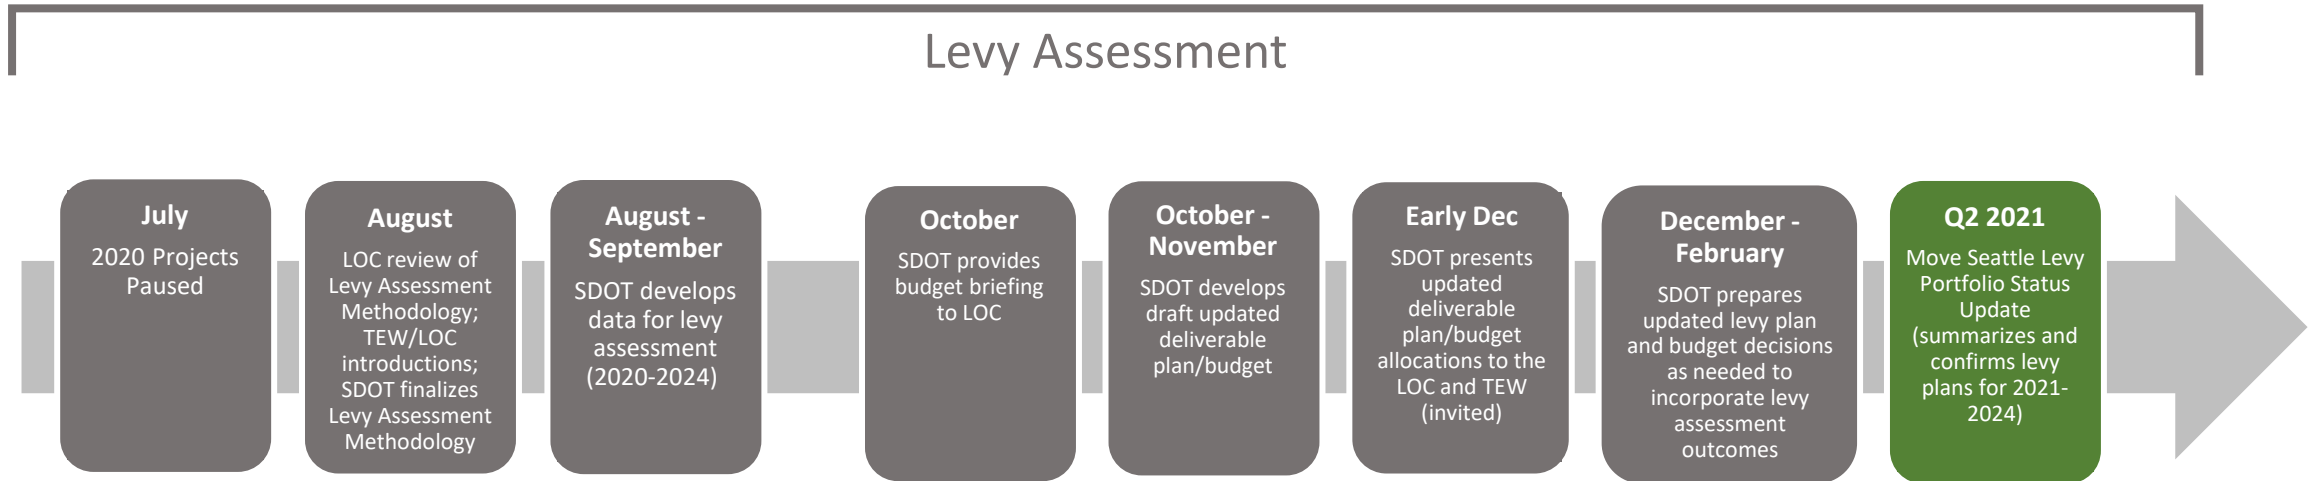 Levy Assessment
July
2020 Projects
Paused
August
LOC review of
Levy Assessment
Methodology;
TEW/LOC
introductions;
SDOT finalizes
Levy Assessment
Methodology
August -
September
SDOT develops
data for levy
assessment
(2020-2024)
October
SDOT provides
budget briefing
to LOC
October -
November
SDOT develops
draft updated
deliverable
plan/budget
Early Dec
SDOT presents
updated
deliverable
plan/budget
allocations to the
LOC and TEW
(invited)
December -
February
SDOT prepares
updated levy plan
and budget decisions
as needed to
incorporate levy
assessment
outcomes
Q2 2021
Move Seattle Levy
Portfolio Status
Update
(summarizes and
confirms levy
plans for 2021-
2024)